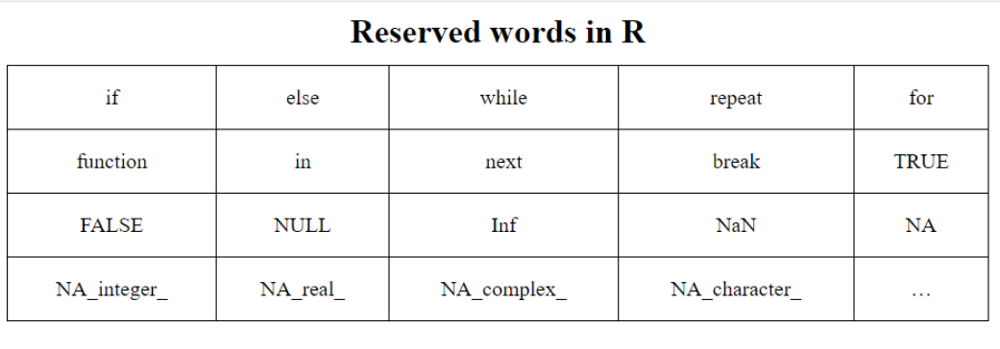 Reserved words in R
if else while repeat for
function in next break TRUE
FALSE NULL Inf NaN NA
NA_integer_ NA_real_ NA_complex_ NA_character_ …